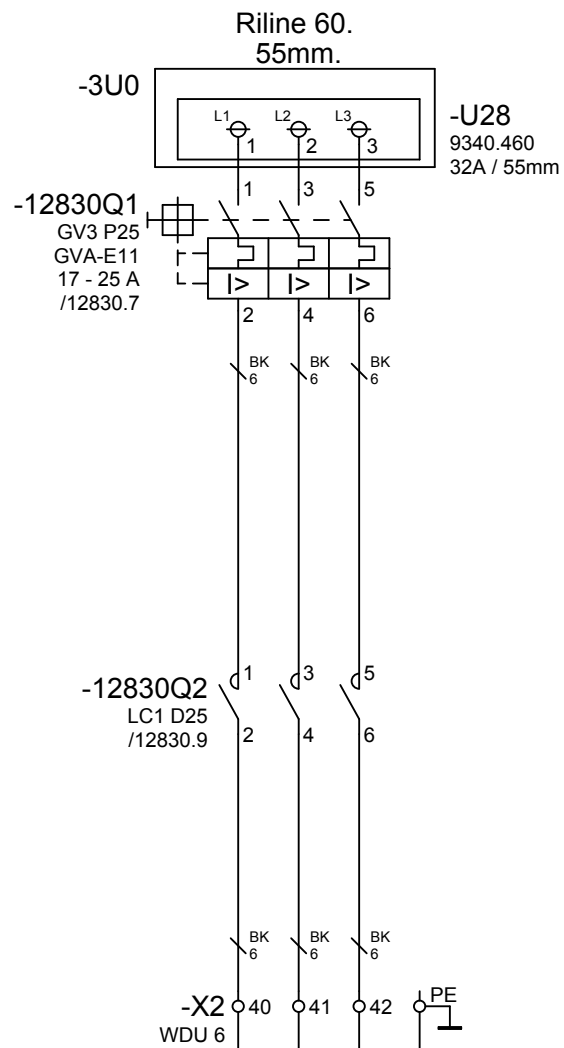 Riline 60.
55mm.
-3U0
L1 L2 L3
-U28
1 2 3
9340.460
32A / 55mm
1 3 5
-12830Q1
GV3 P25
GVA-E11
17 - 25 A
/12830.7
I> I> I>
2 4 6
BK BK BK
6 6 6
1 3 5
-12830Q2
LC1 D25
/12830.9
2 4 6
BK BK BK
6 6 6
-X2 40 41 42 PE
WDU 6